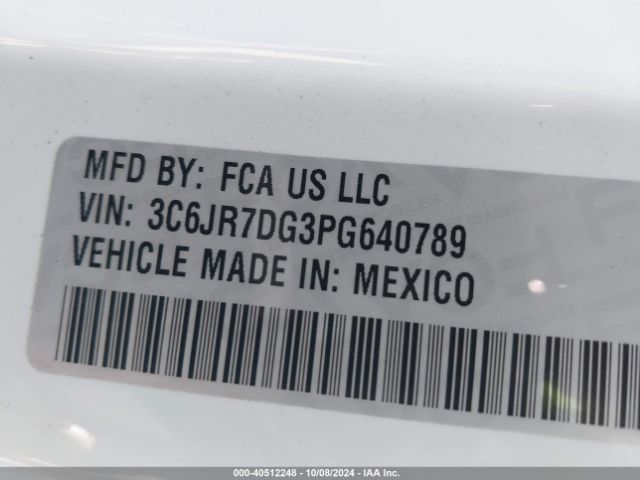 MFD BY: FCA US LLC
VIN: 3C6JR7DG3PG640789
VEHICLE MADE IN: MEXICO
000-40512248 - 10/08/2024 - IAA Inc.